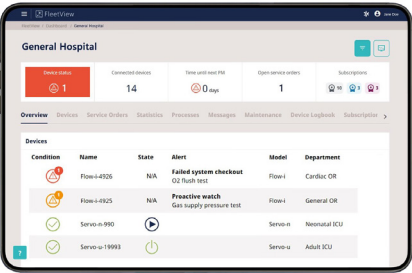 FleetView
Jane Doe
FleetView / Dashboard / General Hospital
General Hospital
Device status
1
Connected devices
14
Time until next PM
0 days
Open service orders
1
Subscriptions
Overview Devices Service Orders Statistics Processes Messages Maintenance Device Logbook Subscription
Devices
Condition Name State Alert Model Department
1 Flow-i-4926 N/A Failed system checkout Flow-i Cardiac OR
O2 flush test
1 Flow-i-4925 N/A Proactive watch Flow-i General OR
Gas supply pressure test
Servo-n-990 Servo-n Neonatal ICU
Servo-u-19993 Servo-u Adult ICU
?